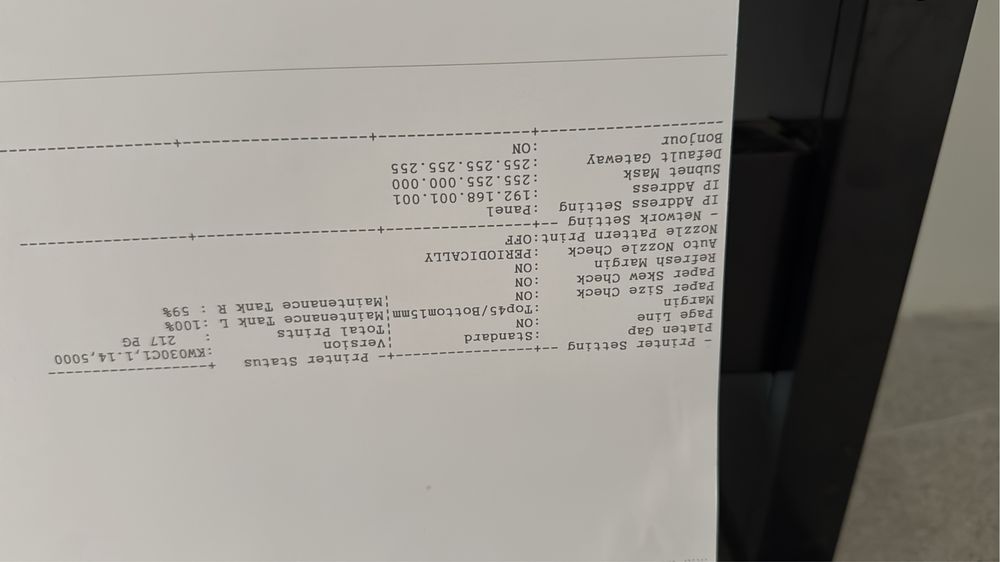 - Printer Setting --+----------------+- Printer Status +----------------
Platen Gap :Standard ¦Version :KW030C1,1.14,5000
Page Line :ON ¦Total Prints : 217 PG
Margin :Top45/Bottom15mm¦Maintenance Tank L :100%
Paper Size Check :ON ¦Maintenance Tank R : 59%
Paper Skew Check :ON
Refresh Margin :ON
Auto Nozzle Check :PERIODICALLY
Nozzle Pattern Print:OFF
- Network Setting --+----------------+-------------------+----------------
IP Address Setting :Panel
IP Address :192.168.001.001
Subnet Mask :255.255.000.000
Default Gateway :255.255.255.255
Bonjour :ON